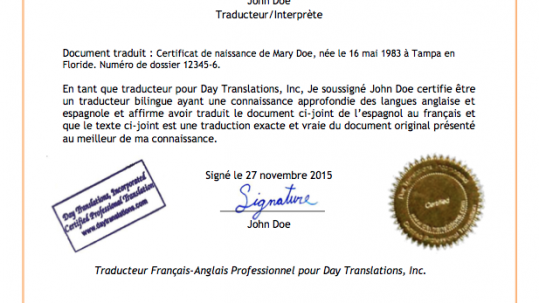 John Doe
Traducteur/Interprète
Document traduit : Certificat de naissance de Mary Doe, née le 16 mai 1983 à Tampa en
Floride. Numéro de dossier 12345-6.
En tant que traducteur pour Day Translations, Inc, Je soussigné John Doe certifie être
un traducteur bilingue ayant une connaissance approfondie des langues anglaise et
espagnole et affirme avoir traduit le document ci-joint de l'espagnol au français et
que le texte ci-joint est une traduction exacte et vraie du document original présenté
au meilleur de ma connaissance.
Signé le 27 novembre 2015
Signature
John Doe
Day Translations, Incorporated
Certified Professional Translation
www.daytranslations.com
Certified
Traducteur Français-Anglais Professionnel pour Day Translations, Inc.